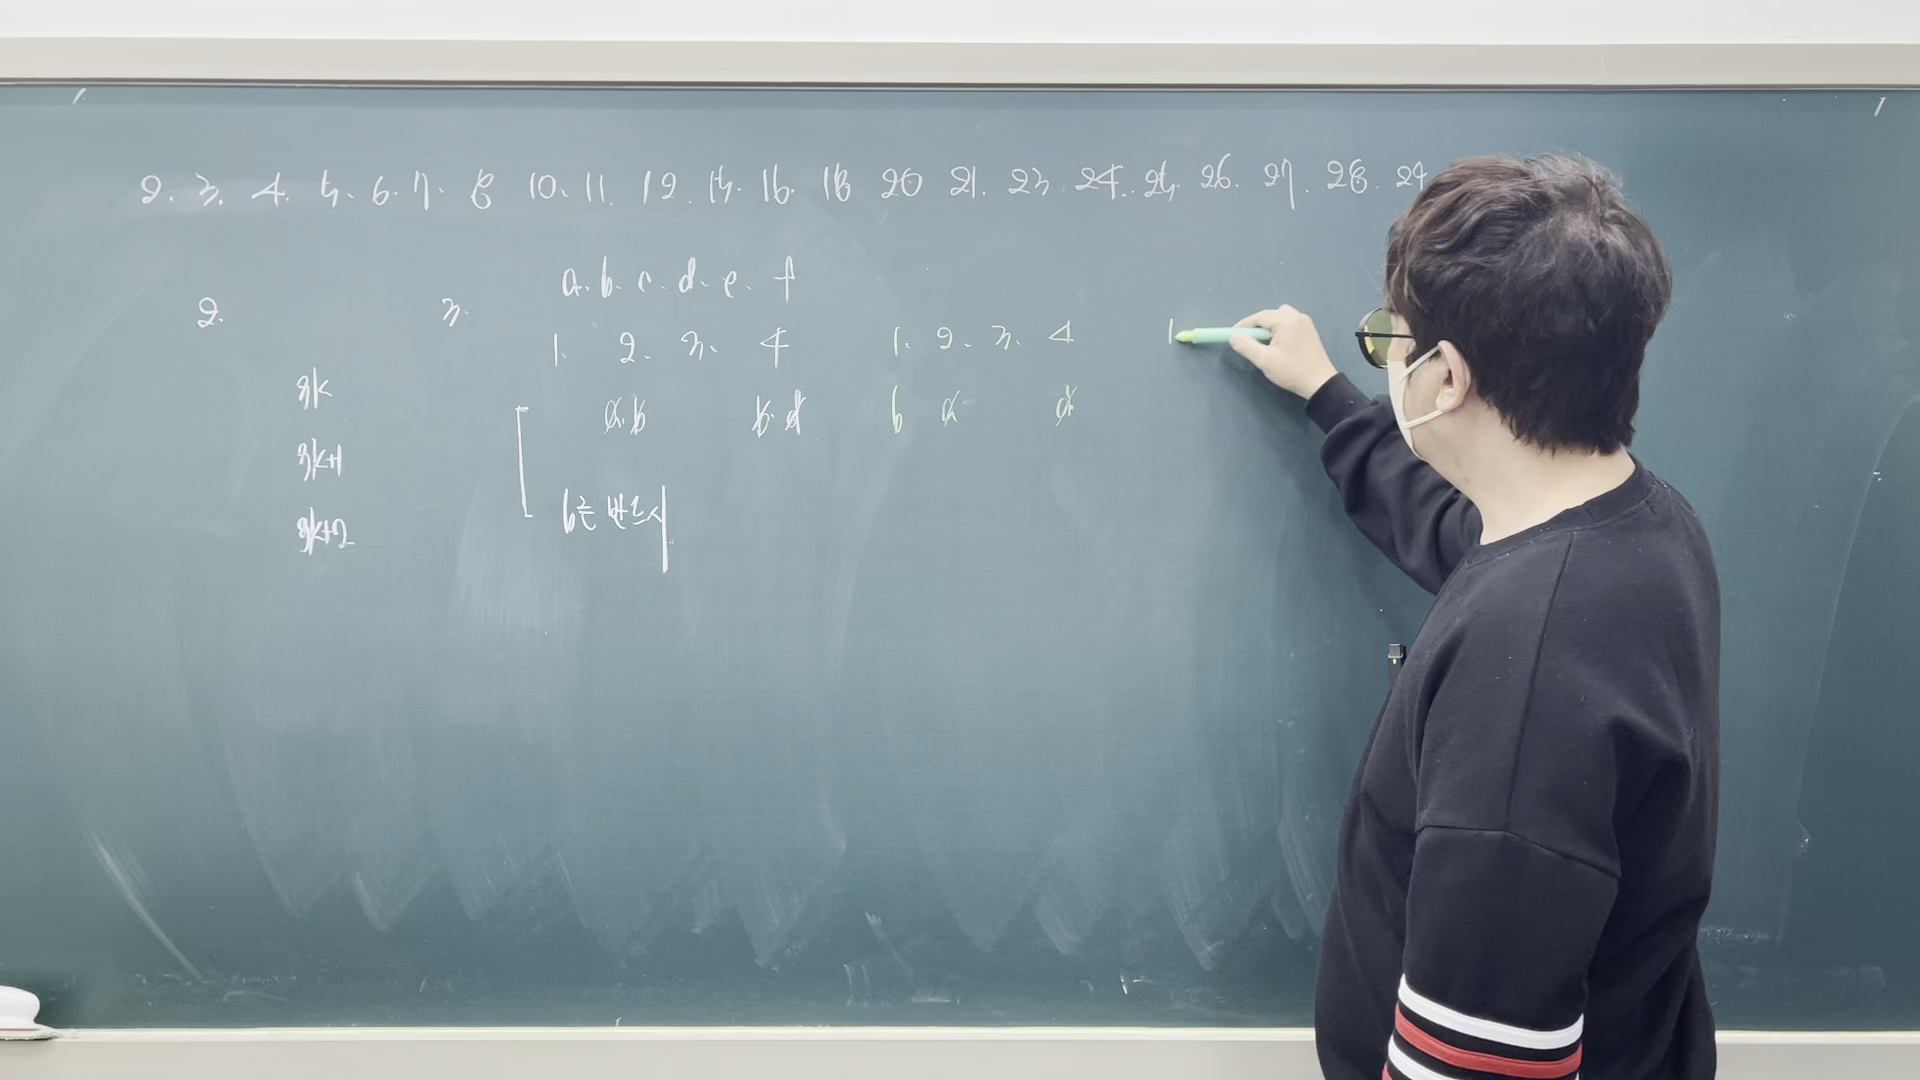 2. 3. 4. 5. 6. 7. 8 10. 11. 12. 15. 16. 18 20 21. 23. 24. 25. 26. 27. 28. 29
2.
3k
3k+1
3k+2
3.
a. b. c. d. e. f
1. 2. 3. 4
a. b b. d
b는 반드시
1. 2. 3. 4
b a d
1.